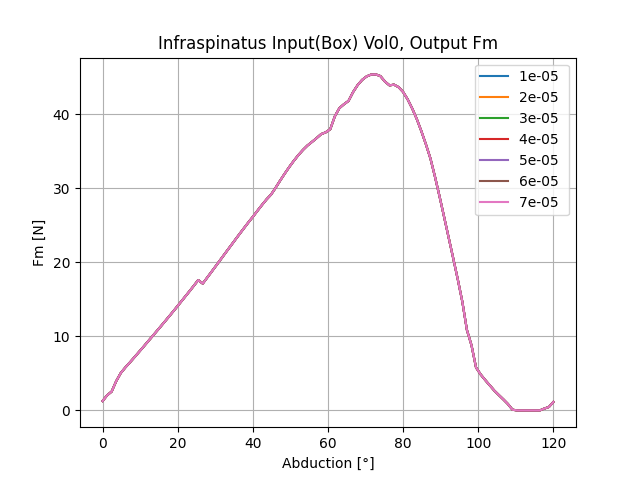 Infraspinatus Input(Box) Vol0, Output Fm
1e-05
2e-05
3e-05
4e-05
5e-05
6e-05
7e-05
Fm [N]
40
30
20
10
0
0 20 40 60 80 100 120
Abduction [°]